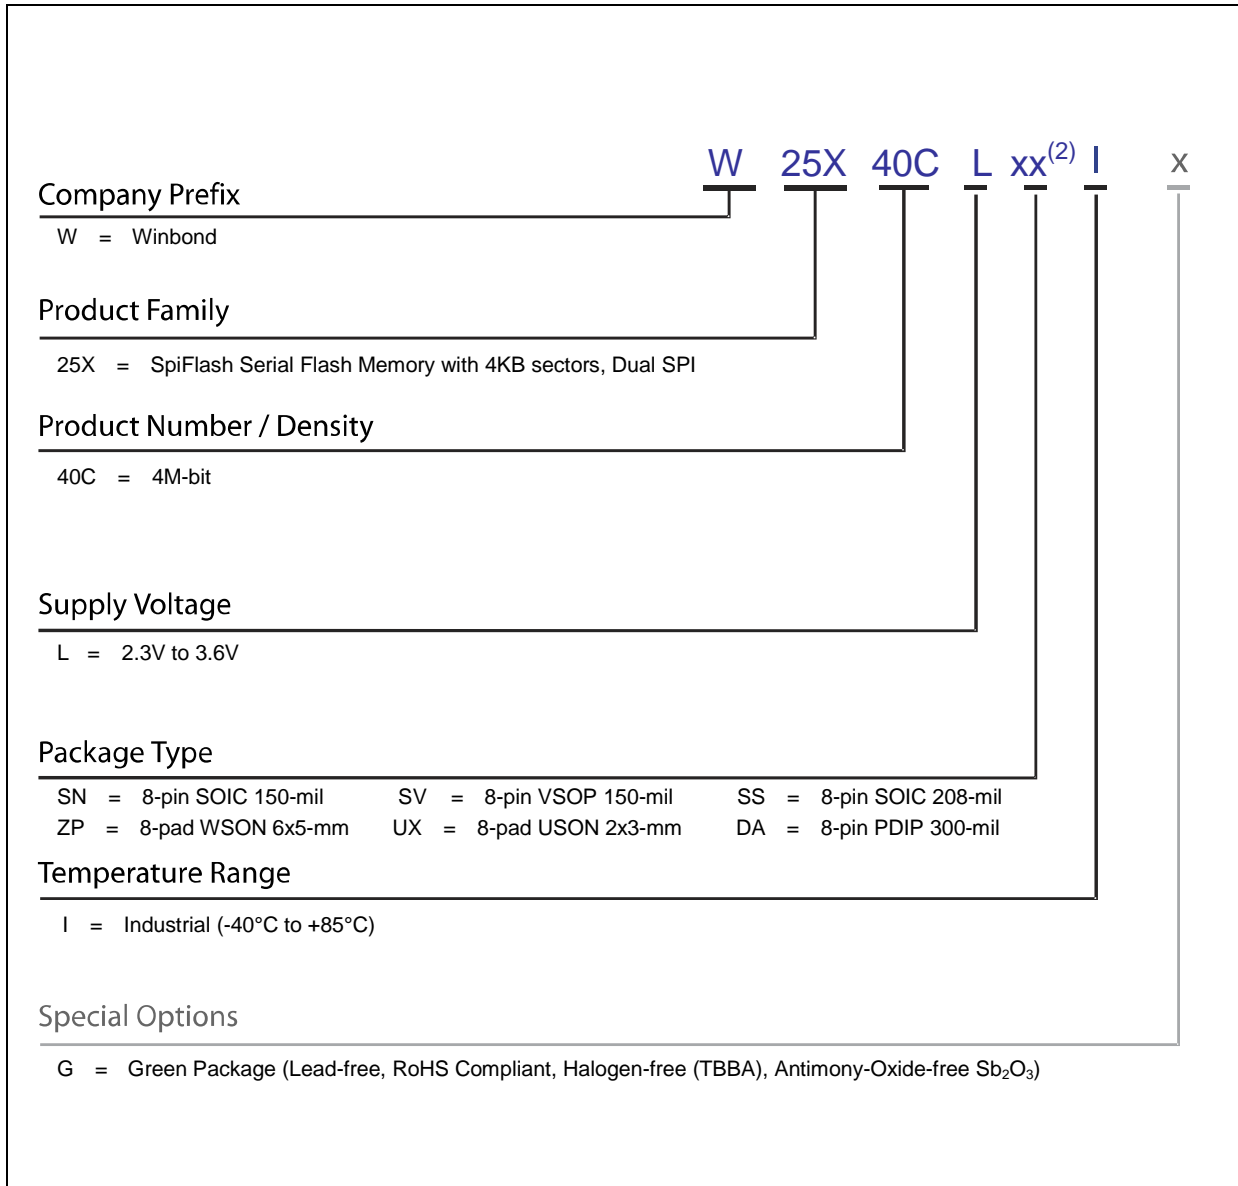 W 25X 40C L xx(2) I x
Company Prefix
W = Winbond
Product Family
25X = SpiFlash Serial Flash Memory with 4KB sectors, Dual SPI
Product Number / Density
40C = 4M-bit
Supply Voltage
L = 2.3V to 3.6V
Package Type
SN = 8-pin SOIC 150-mil SV = 8-pin VSOP 150-mil SS = 8-pin SOIC 208-mil
ZP = 8-pad WSON 6x5-mm UX = 8-pad USON 2x3-mm DA = 8-pin PDIP 300-mil
Temperature Range
I = Industrial (-40°C to +85°C)
Special Options
G = Green Package (Lead-free, RoHS Compliant, Halogen-free (TBBA), Antimony-Oxide-free Sb₂O₃)